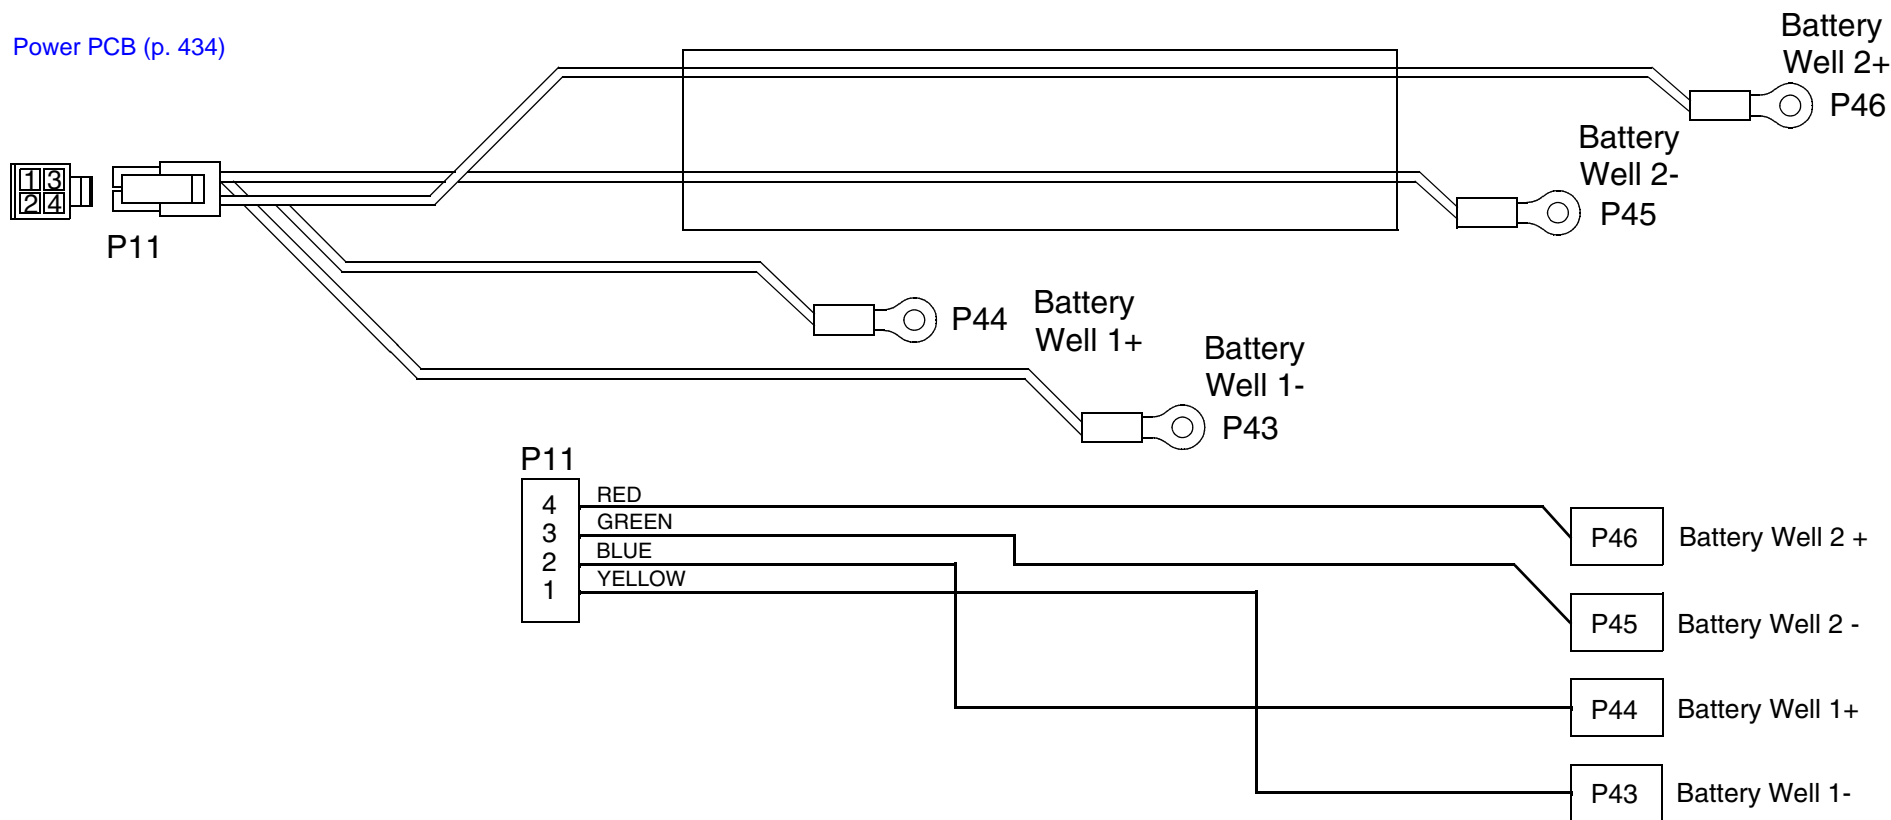 Power PCB (p. 434)
Battery
Well 2+
P46
Battery
Well 2-
P45
1 3
2 4
P11
P44
Battery
Well 1+
Battery
Well 1-
P43
P11
4 RED
3 GREEN
2 BLUE
1 YELLOW
P46 Battery Well 2 +
P45 Battery Well 2 -
P44 Battery Well 1+
P43 Battery Well 1-